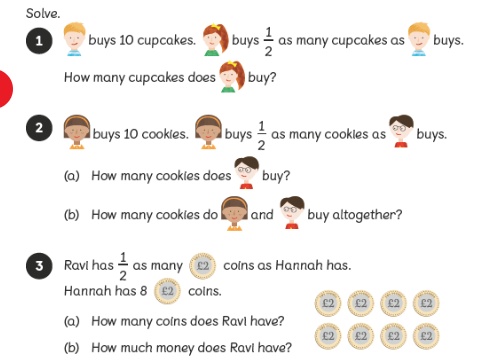 Solve.
1 buys 10 cupcakes. buys 1/2 as many cupcakes as buys.
How many cupcakes does buy?
2 buys 10 cookies. buys 1/2 as many cookies as buys.
(a) How many cookies does buy?
(b) How many cookies do and buy altogether?
3 Ravi has 1/2 as many £2 coins as Hannah has.
Hannah has 8 £2 coins.
£2 £2 £2 £2
(a) How many coins does Ravi have?
£2 £2 £2 £2
(b) How much money does Ravi have?